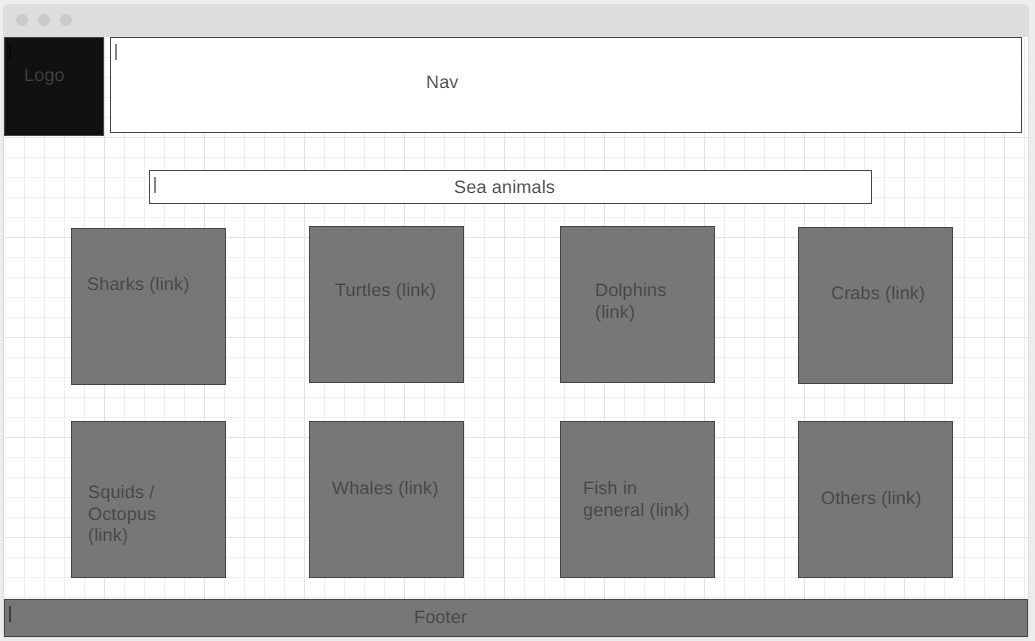 Logo
Nav
Sea animals
Sharks (link)
Turtles (link)
Dolphins
(link)
Crabs (link)
Squids /
Octopus
(link)
Whales (link)
Fish in
general (link)
Others (link)
Footer